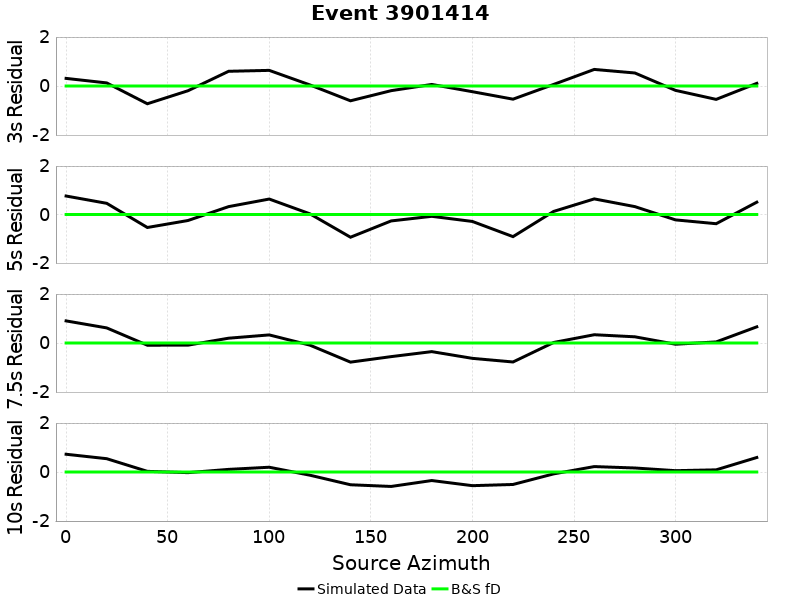 Event 3901414
3s Residual
2
0
-2
5s Residual
2
0
-2
7.5s Residual
2
0
-2
10s Residual
2
0
-2
0 50 100 150 200 250 300
Source Azimuth
Simulated Data B&S fD